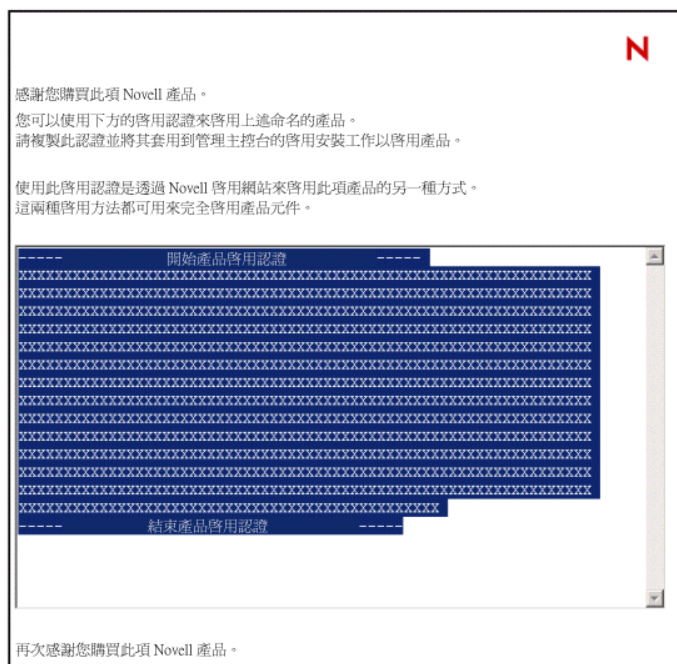 N
感謝您購買此項 Novell 產品。
您可以使用下方的啓用認證來啓用上述命名的產品。
請複製此認證並將其套用到管理主控台的啓用安裝工作以啓用產品。
使用此啓用認證是透過 Novell 啓用網站來啓用此項產品的另一種方式。
這兩種啓用方法都可用來完全啓用產品元件。
----- 開始產品啓用認證 -----
XXXXXXXXXXXXXXXXXXXXXXXXXXXXXXXXXXXXXXXXXXXXXXXXXXXXXXXXXXXXXXXX
XXXXXXXXXXXXXXXXXXXXXXXXXXXXXXXXXXXXXXXXXXXXXXXXXXXXXXXXXXXXXXXX
XXXXXXXXXXXXXXXXXXXXXXXXXXXXXXXXXXXXXXXXXXXXXXXXXXXXXXXXXXXXXXXX
XXXXXXXXXXXXXXXXXXXXXXXXXXXXXXXXXXXXXXXXXXXXXXXXXXXXXXXXXXXXXXXX
XXXXXXXXXXXXXXXXXXXXXXXXXXXXXXXXXXXXXXXXXXXXXXXXXXXXXXXXXXXXXXXX
XXXXXXXXXXXXXXXXXXXXXXXXXXXXXXXXXXXXXXXXXXXXXXXXXXXXXXXXXXXXXXXX
XXXXXXXXXXXXXXXXXXXXXXXXXXXXXXXXXXXXXXXXXXXXXXXXXXXXXXXXXXXXXXXX
XXXXXXXXXXXXXXXXXXXXXXXXXXXXXXXXXXXXXXXXXXXXXXXXXXXXXXXXXXXXXXXX
XXXXXXXXXXXXXXXXXXXXXXXXXXXXXXXXXXXXXXXXXXXXXXXXXXXXXXXXXXXXXXXX
XXXXXXXXXXXXXXXXXXXXXXXXXXXXXXXXXXXXXXXXXXXXXXXXXXXXXXXXXXXXXXXX
XXXXXXXXXXXXXXXXXXXXXXXXXXXXXXXXXXXXXXXXXXXXXXXXXXXXXXXXXXXXXXXX
XXXXXXXXXXXXXXXXXXXXXXXXXXXXXXXXXXXXXXXXXXXXXXXXXXXXXXXXXXXXXXXX
XXXXXXXXXXXXXXXXXXXXXXXXXXXXXXXXXXXXXXXXXXXXXXXXXXXXXXXXXXXXXXXX
XXXXXXXXXXXXXXXXXXXXXXXXXXXXXXXXXXXXXXXXXXXXXXX
----- 結束產品啓用認證 -----
再次感謝您購買此項 Novell 產品。